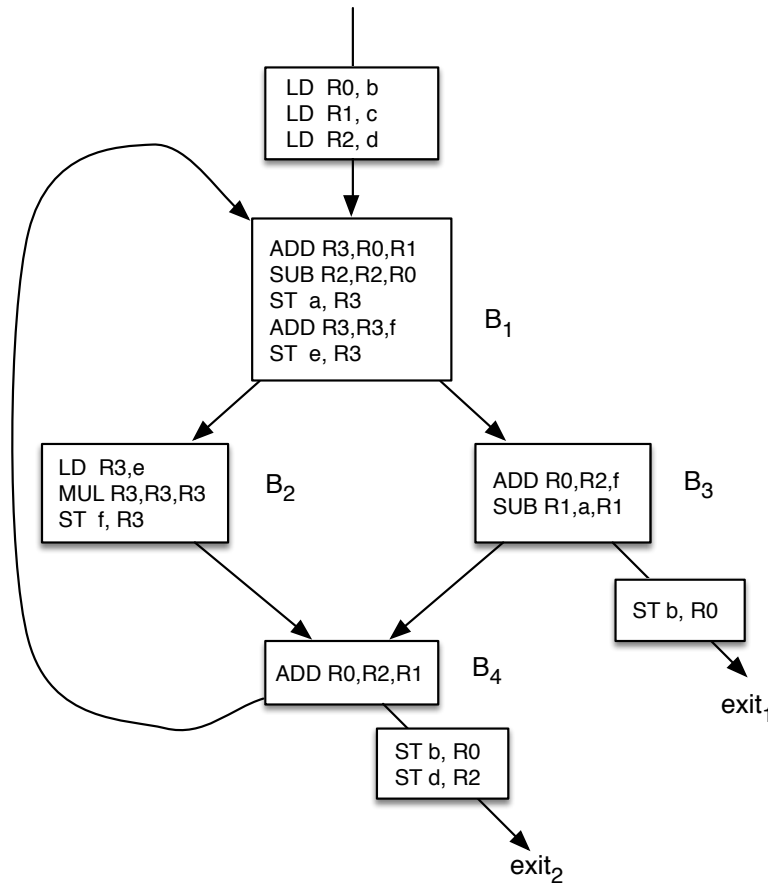 LD R0, b
LD R1, c
LD R2, d
ADD R3,R0,R1
SUB R2,R2,R0
ST a, R3
ADD R3,R3,f
ST e, R3
B1
LD R3,e
MUL R3,R3,R3
ST f, R3
B2
ADD R0,R2,f
SUB R1,a,R1
B3
ST b, R0
exit1
ADD R0,R2,R1
B4
ST b, R0
ST d, R2
exit2